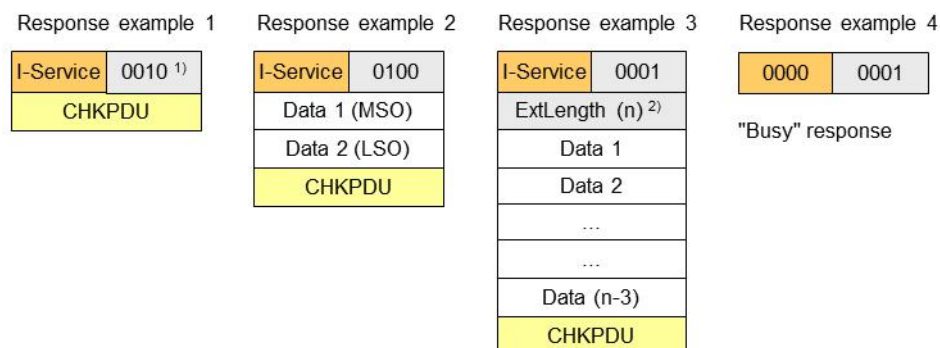 Response example 1
I-Service 0010 1)
CHKPDU
Response example 2
I-Service 0100
Data 1 (MSO)
Data 2 (LSO)
CHKPDU
Response example 3
I-Service 0001
ExtLength (n) 2)
Data 1
Data 2
...
...
Data (n-3)
CHKPDU
Response example 4
0000 0001
"Busy" response